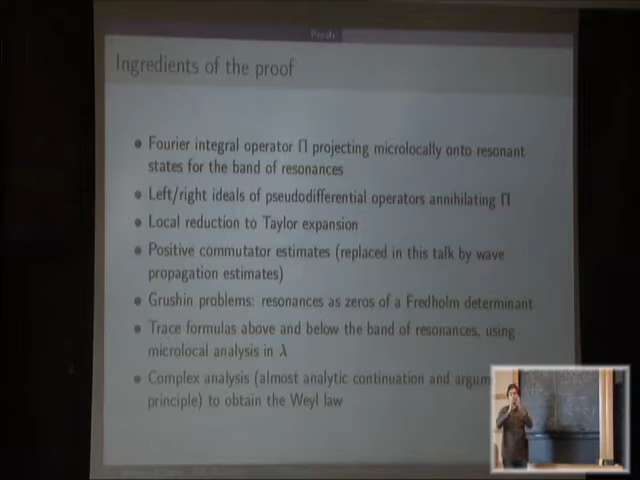 Proofs
Ingredients of the proof
Fourier integral operator Π projecting microlocally onto resonant
states for the band of resonances
Left/right ideals of pseudodifferential operators annihilating Π
Local reduction to Taylor expansion
Positive commutator estimates (replaced in this talk by wave
propagation estimates)
Grushin problems: resonances as zeros of a Fredholm determinant
Trace formulas above and below the band of resonances, using
microlocal analysis in λ
Complex analysis (almost analytic continuation and
principle) to obtain the Weyl law